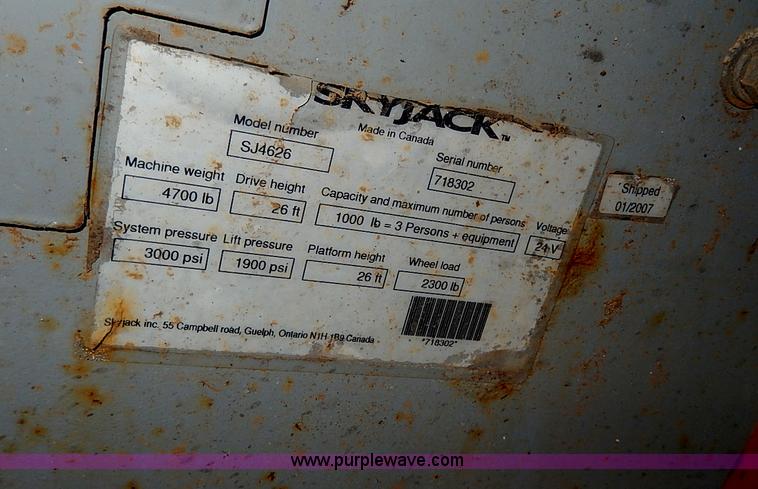 SKYJACK™
Made in Canada
Model number
SJ4626
Serial number
718302
Shipped
01/2007
Machine weight
4700 lb
Drive height
26 ft
Capacity and maximum number of persons
1000 lb = 3 Persons + equipment
Voltage
24 V
System pressure
3000 psi
Lift pressure
1900 psi
Platform height
26 ft
Wheel load
2300 lb
*718302*
Skyjack inc. 55 Campbell road, Guelph, Ontario N1H 1B9 Canada
www.purplewave.com